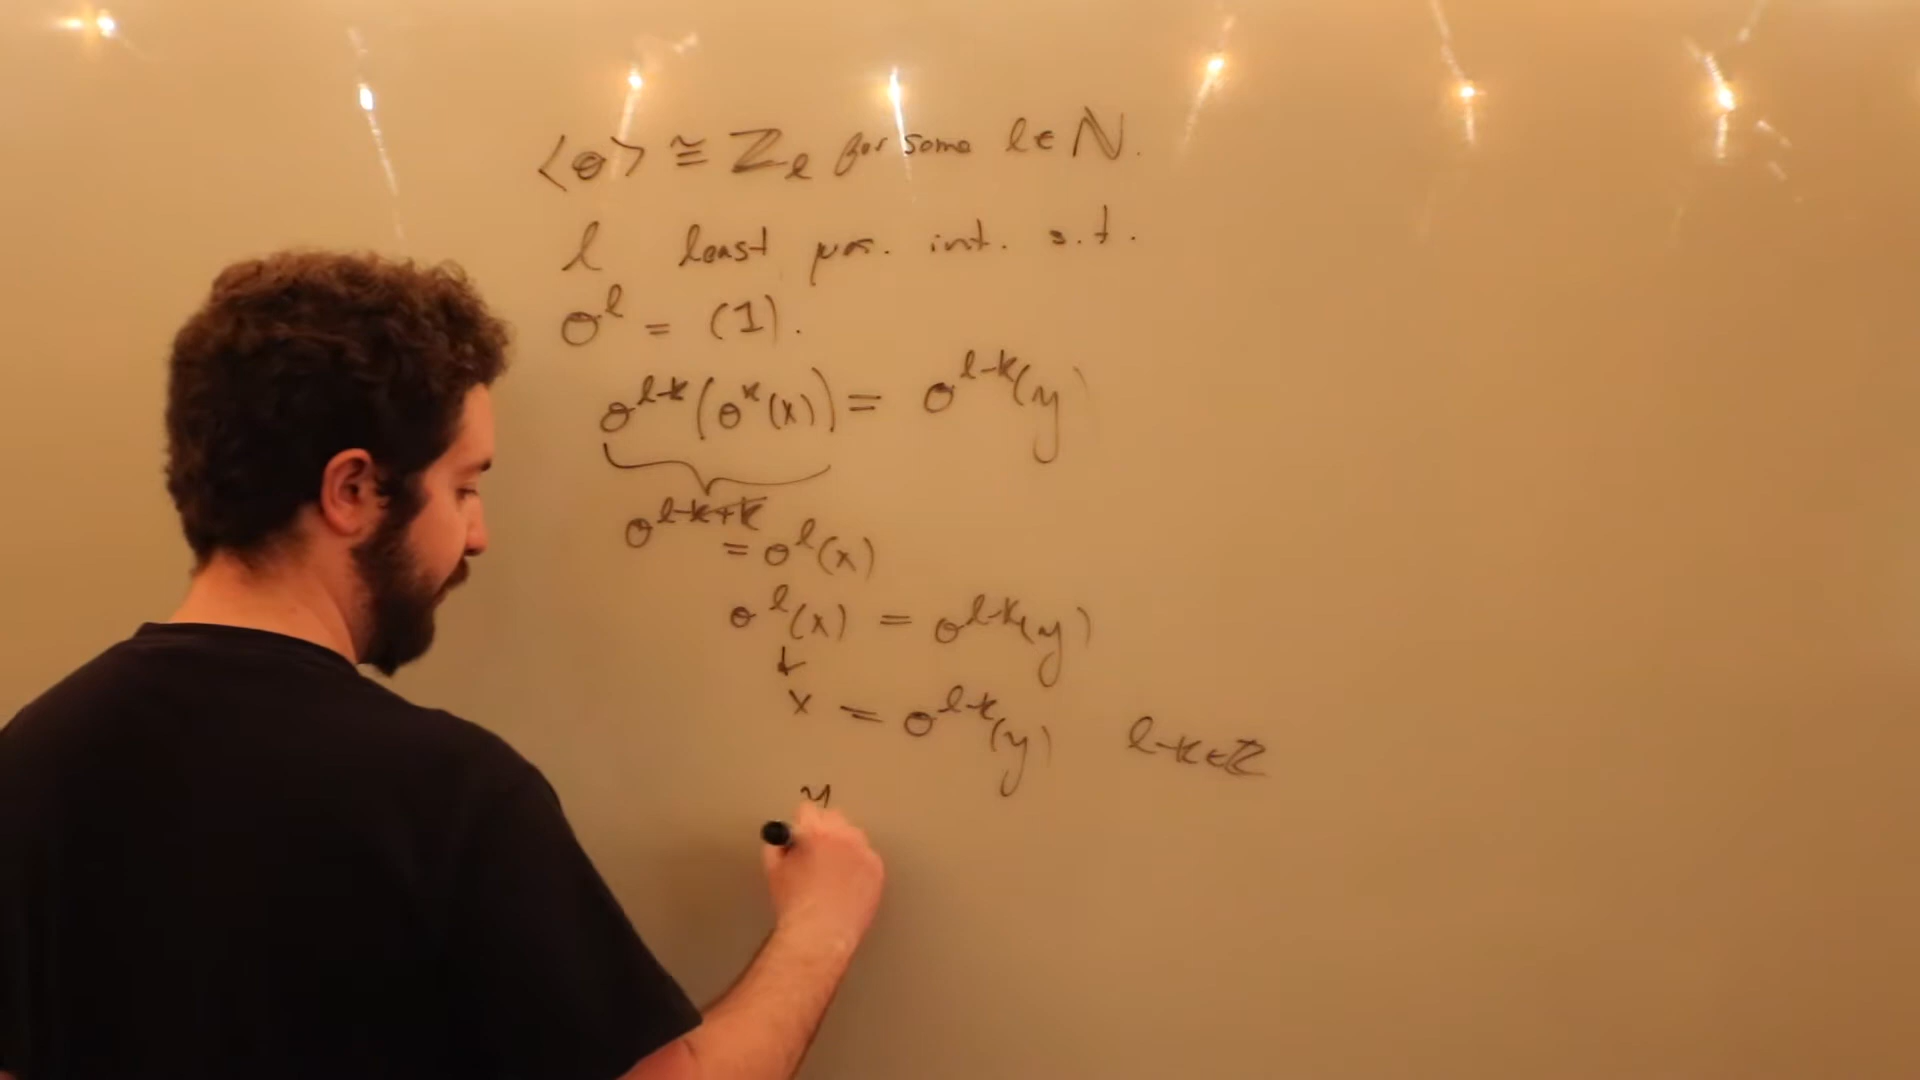 <σ> ≅ ℤ_ℓ for some ℓ ∈ ℕ.
ℓ least pos. int. s.t.
σ^ℓ = (1).
σ^{ℓ-k}(σ^k(x)) = σ^{ℓ-k}(y)
σ^{ℓ-k+k}
= σ^ℓ(x)
σ^ℓ(x) = σ^{ℓ-k}(y)
↓
x = σ^{ℓ-k}(y) ℓ-k ∈ ℤ
y